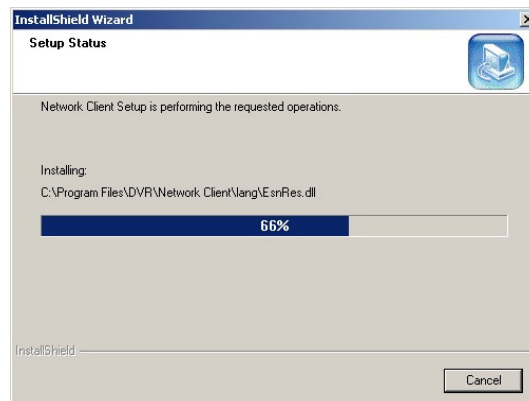 InstallShield Wizard
Setup Status
Network Client Setup is performing the requested operations.
Installing:
C:\Program Files\DVR\Network Client\lang\EsnRes.dll
66%
InstallShield
Cancel